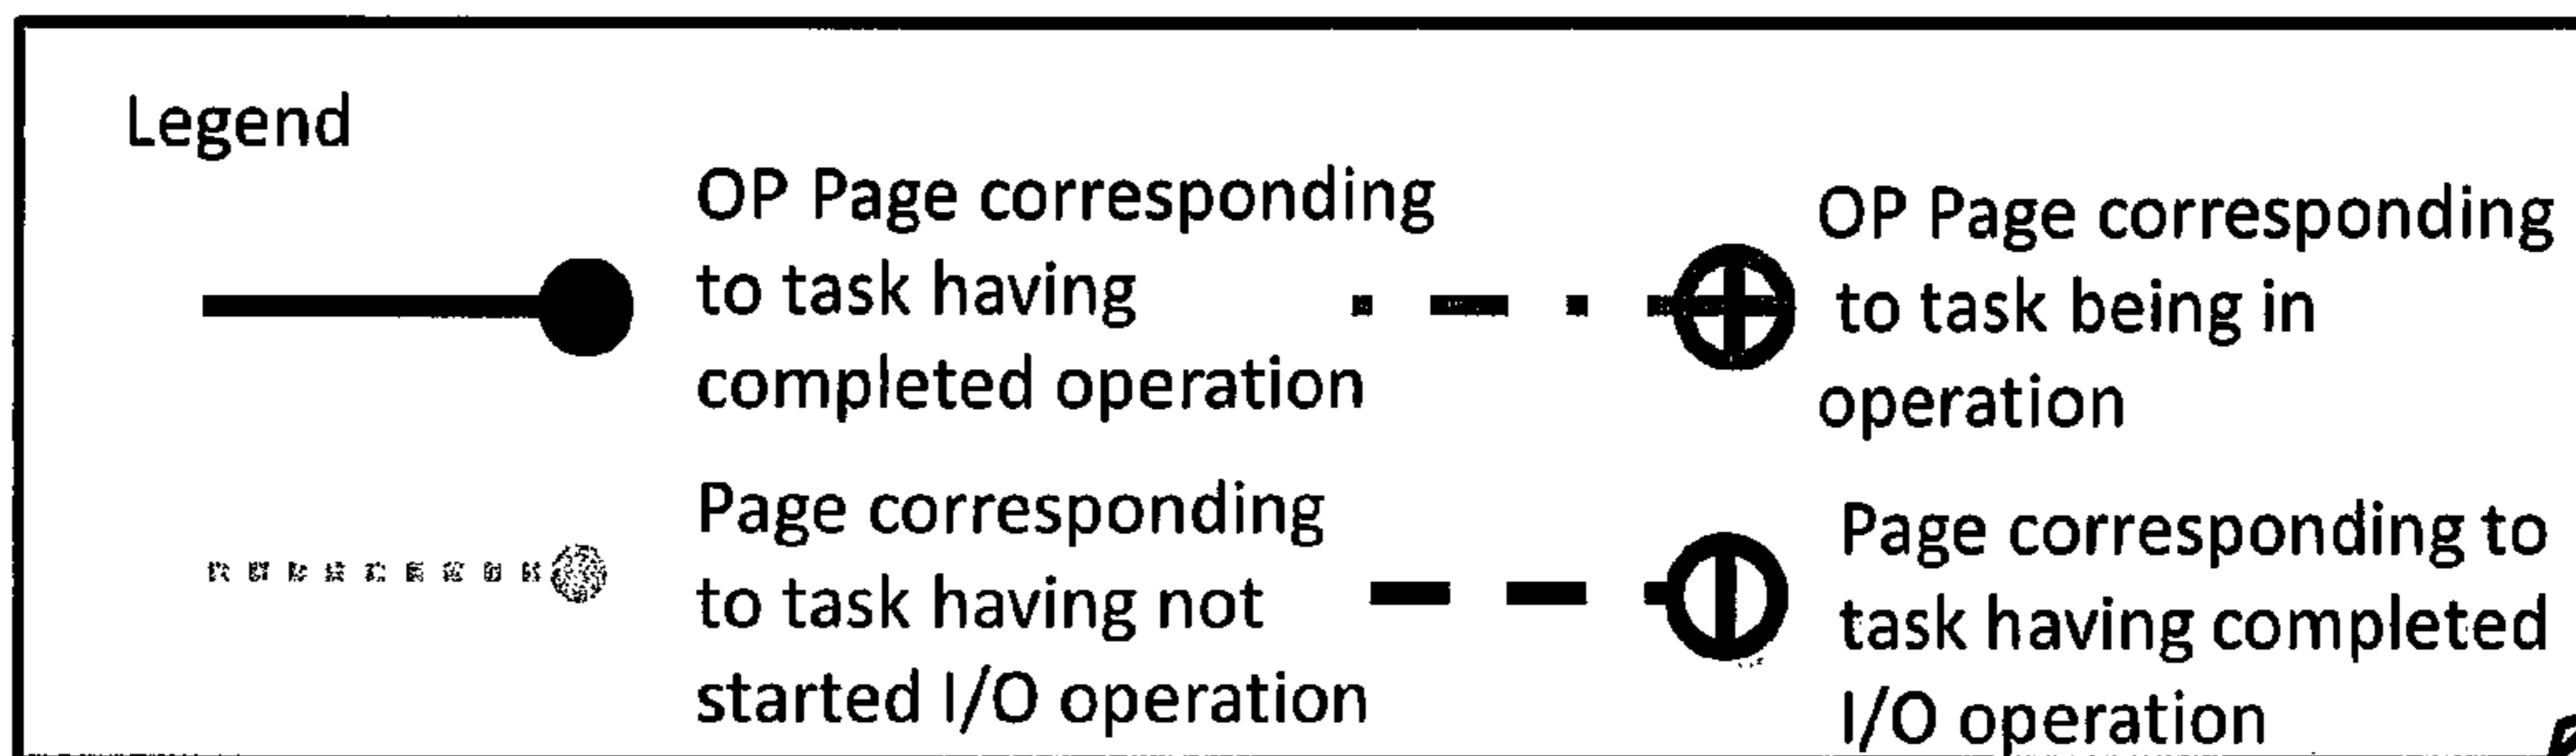 Legend
OP Page corresponding
to task having
completed operation
OP Page corresponding
to task being in
operation
Page corresponding
to task having not
started I/O operation
Page corresponding to
task having completed
I/O operation